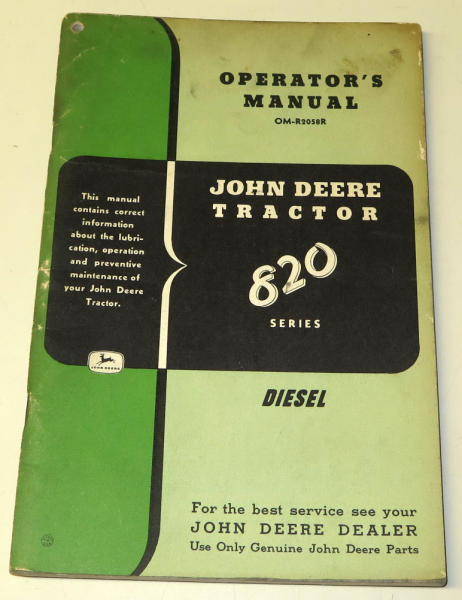 OPERATOR'S
MANUAL
OM-R2058R
This manual
contains correct
information
about the lubri-
cation, operation
and preventive
maintenance of
your John Deere
Tractor.
JOHN DEERE
TRACTOR
820
SERIES
JOHN DEERE
DIESEL
For the best service see your
JOHN DEERE DEALER
Use Only Genuine John Deere Parts